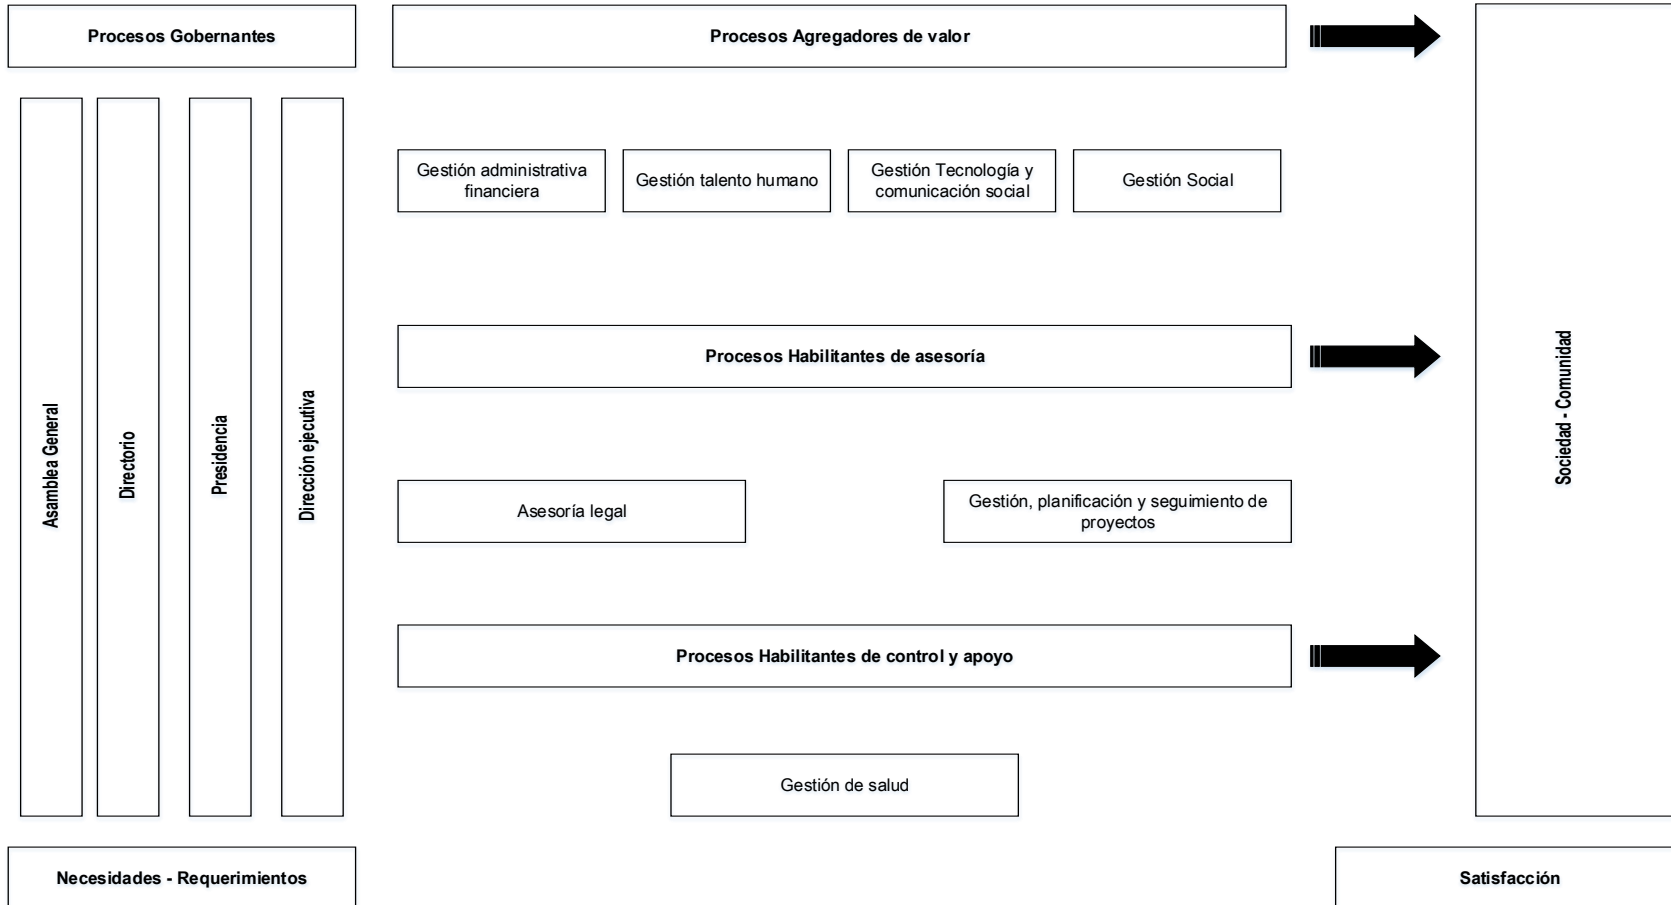 Procesos Gobernantes
Procesos Agregadores de valor
Gestión administrativa
financiera
Gestión talento humano
Gestión Tecnología y
comunicación social
Gestión Social
Procesos Habilitantes de asesoría
Asamblea General
Directorio
Presidencia
Dirección ejecutiva
Sociedad - Comunidad
Asesoría legal
Gestión, planificación y seguimiento de
proyectos
Procesos Habilitantes de control y apoyo
Gestión de salud
Necesidades - Requerimientos
Satisfacción